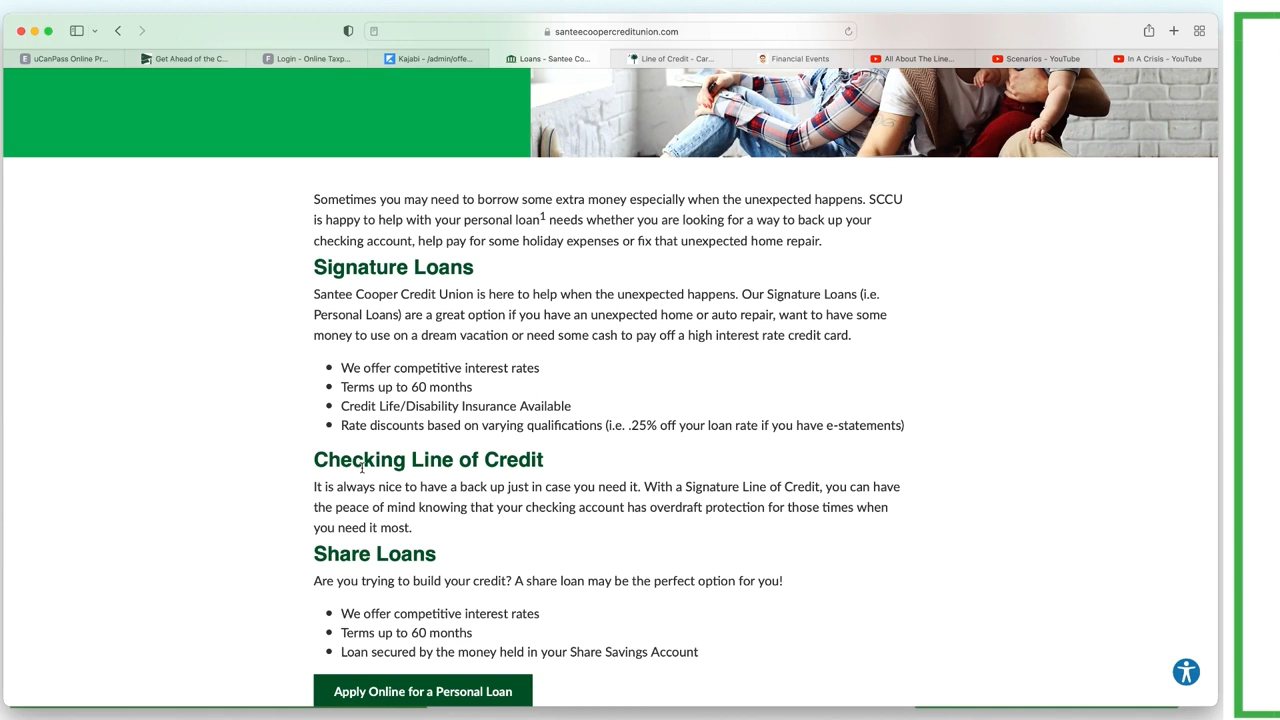 santeecoopercreditunion.com
uCanPass Online Pr...
Get Ahead of the C...
Login - Online Taxp...
Kajabi - /admin/offe...
Loans - Santee Co...
Line of Credit - Car...
Financial Events
All About The Line...
Scenarios - YouTube
In A Crisis - YouTube
Sometimes you may need to borrow some extra money especially when the unexpected happens. SCCU
is happy to help with your personal loan1 needs whether you are looking for a way to back up your
checking account, help pay for some holiday expenses or fix that unexpected home repair.
Signature Loans
Santee Cooper Credit Union is here to help when the unexpected happens. Our Signature Loans (i.e.
Personal Loans) are a great option if you have an unexpected home or auto repair, want to have some
money to use on a dream vacation or need some cash to pay off a high interest rate credit card.
• We offer competitive interest rates
• Terms up to 60 months
• Credit Life/Disability Insurance Available
• Rate discounts based on varying qualifications (i.e. .25% off your loan rate if you have e-statements)
Checking Line of Credit
It is always nice to have a back up just in case you need it. With a Signature Line of Credit, you can have
the peace of mind knowing that your checking account has overdraft protection for those times when
you need it most.
Share Loans
Are you trying to build your credit? A share loan may be the perfect option for you!
• We offer competitive interest rates
• Terms up to 60 months
• Loan secured by the money held in your Share Savings Account
Apply Online for a Personal Loan